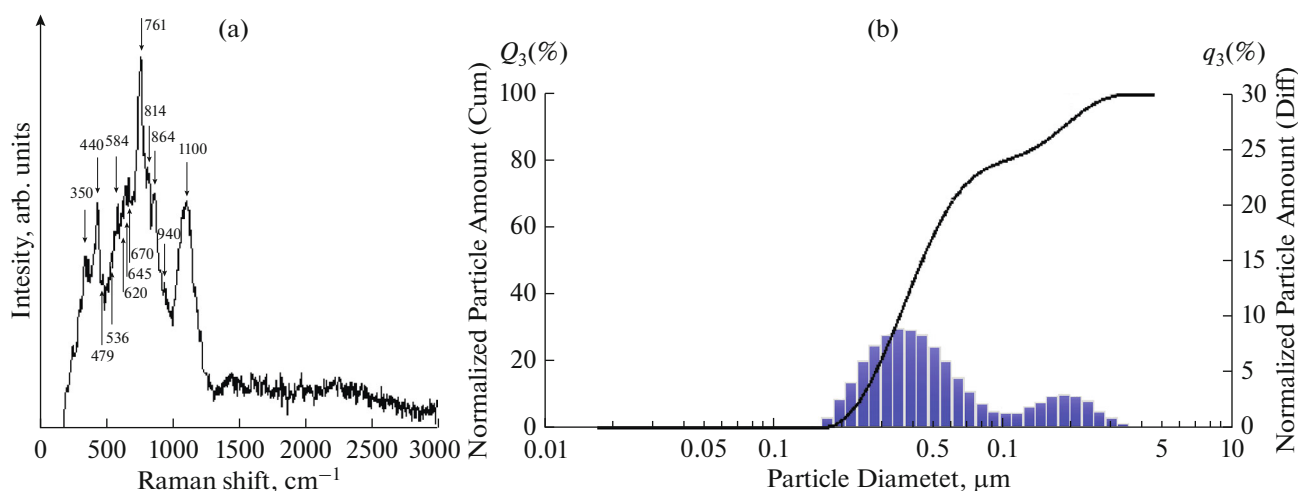 (a)
761
814
864
440
584
1100
350
940
670
645
620
536
479
Intesity, arb. units
0 500 1000 1500 2000 2500 3000
Raman shift, cm−1
(b)
Q3(%)
q3(%)
Normalized Particle Amount (Cum)
100
80
60
40
20
0
30
25
20
15
10
5
0
Normalized Particle Amount (Diff)
0.01 0.05 0.1 0.5 0.1 5 10
Particle Diametet, μm